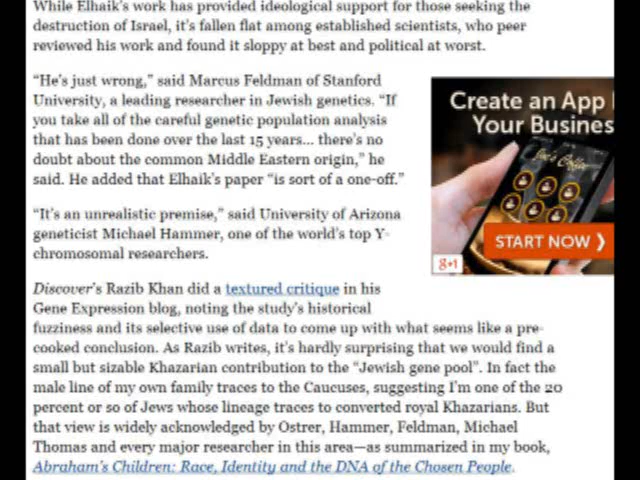 While Elhaik's work has provided ideological support for those seeking the
destruction of Israel, it's fallen flat among established scientists, who peer
reviewed his work and found it sloppy at best and political at worst.
“He's just wrong,” said Marcus Feldman of Stanford
University, a leading researcher in Jewish genetics. “If
you take all of the careful genetic population analysis
that has been done over the last 15 years... there's no
doubt about the common Middle Eastern origin,” he
said. He added that Elhaik's paper “is sort of a one-off.”
“It's an unrealistic premise,” said University of Arizona
geneticist Michael Hammer, one of the world's top Y-
chromosomal researchers.
Discover's Razib Khan did a textured critique in his
Gene Expression blog, noting the study's historical
fuzziness and its selective use of data to come up with what seems like a pre-
cooked conclusion. As Razib writes, it's hardly surprising that we would find a
small but sizable Khazarian contribution to the “Jewish gene pool”. In fact the
male line of my own family traces to the Caucuses, suggesting I'm one of the 20
percent or so of Jews whose lineage traces to converted royal Khazarians. But
that view is widely acknowledged by Ostrer, Hammer, Feldman, Michael
Thomas and every major researcher in this area—as summarized in my book,
Abraham's Children: Race, Identity and the DNA of the Chosen People.
Create an App
Your Busines
Joe's Coffee
START NOW ❯
g+1